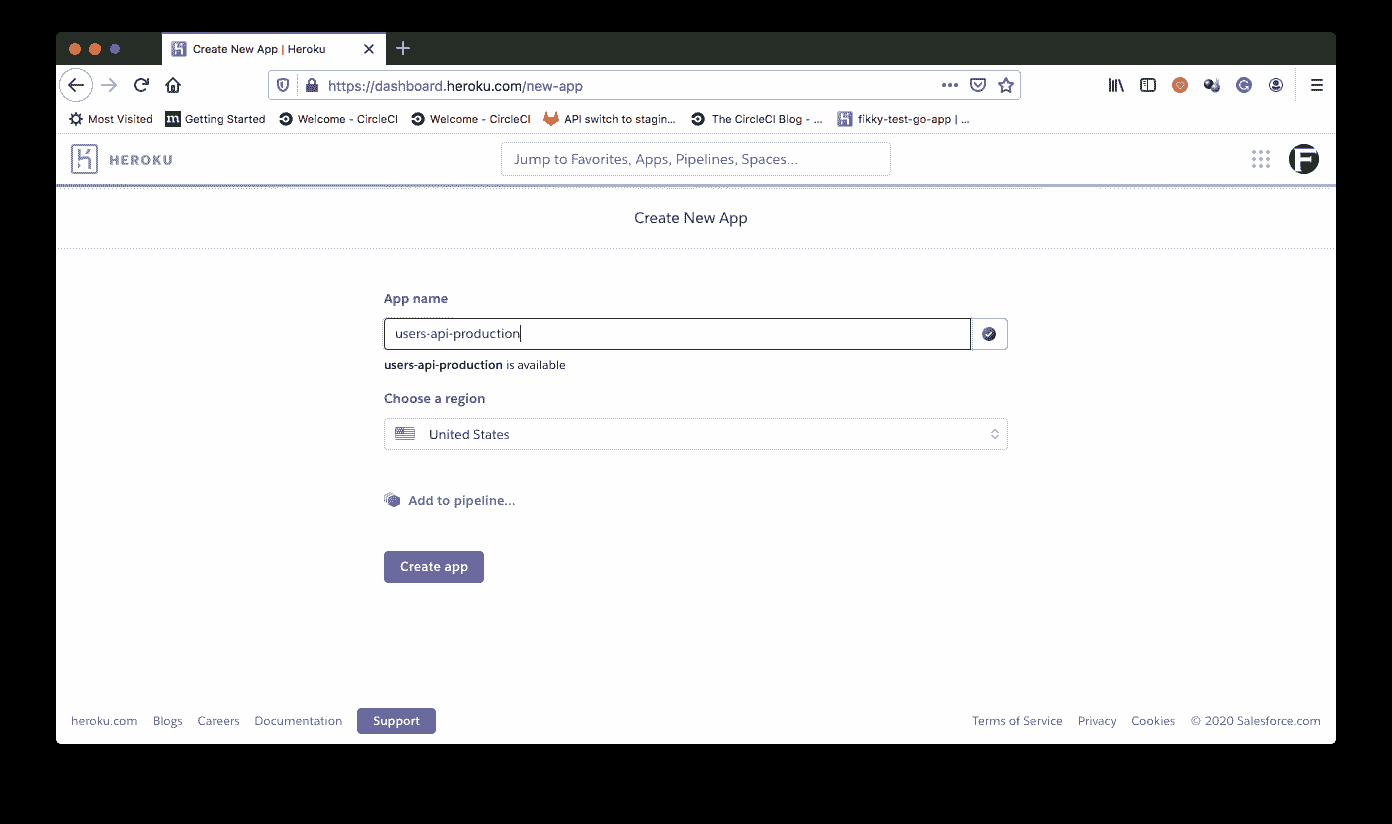 Create New App | Heroku
https://dashboard.heroku.com/new-app
Most Visited Getting Started Welcome - CircleCI Welcome - CircleCI API switch to stagin... The CircleCI Blog - ... fikky-test-go-app | ...
HEROKU Jump to Favorites, Apps, Pipelines, Spaces... F
Create New App
App name
users-api-production
users-api-production is available
Choose a region
United States
Add to pipeline...
Create app
heroku.com Blogs Careers Documentation Support Terms of Service Privacy Cookies © 2020 Salesforce.com